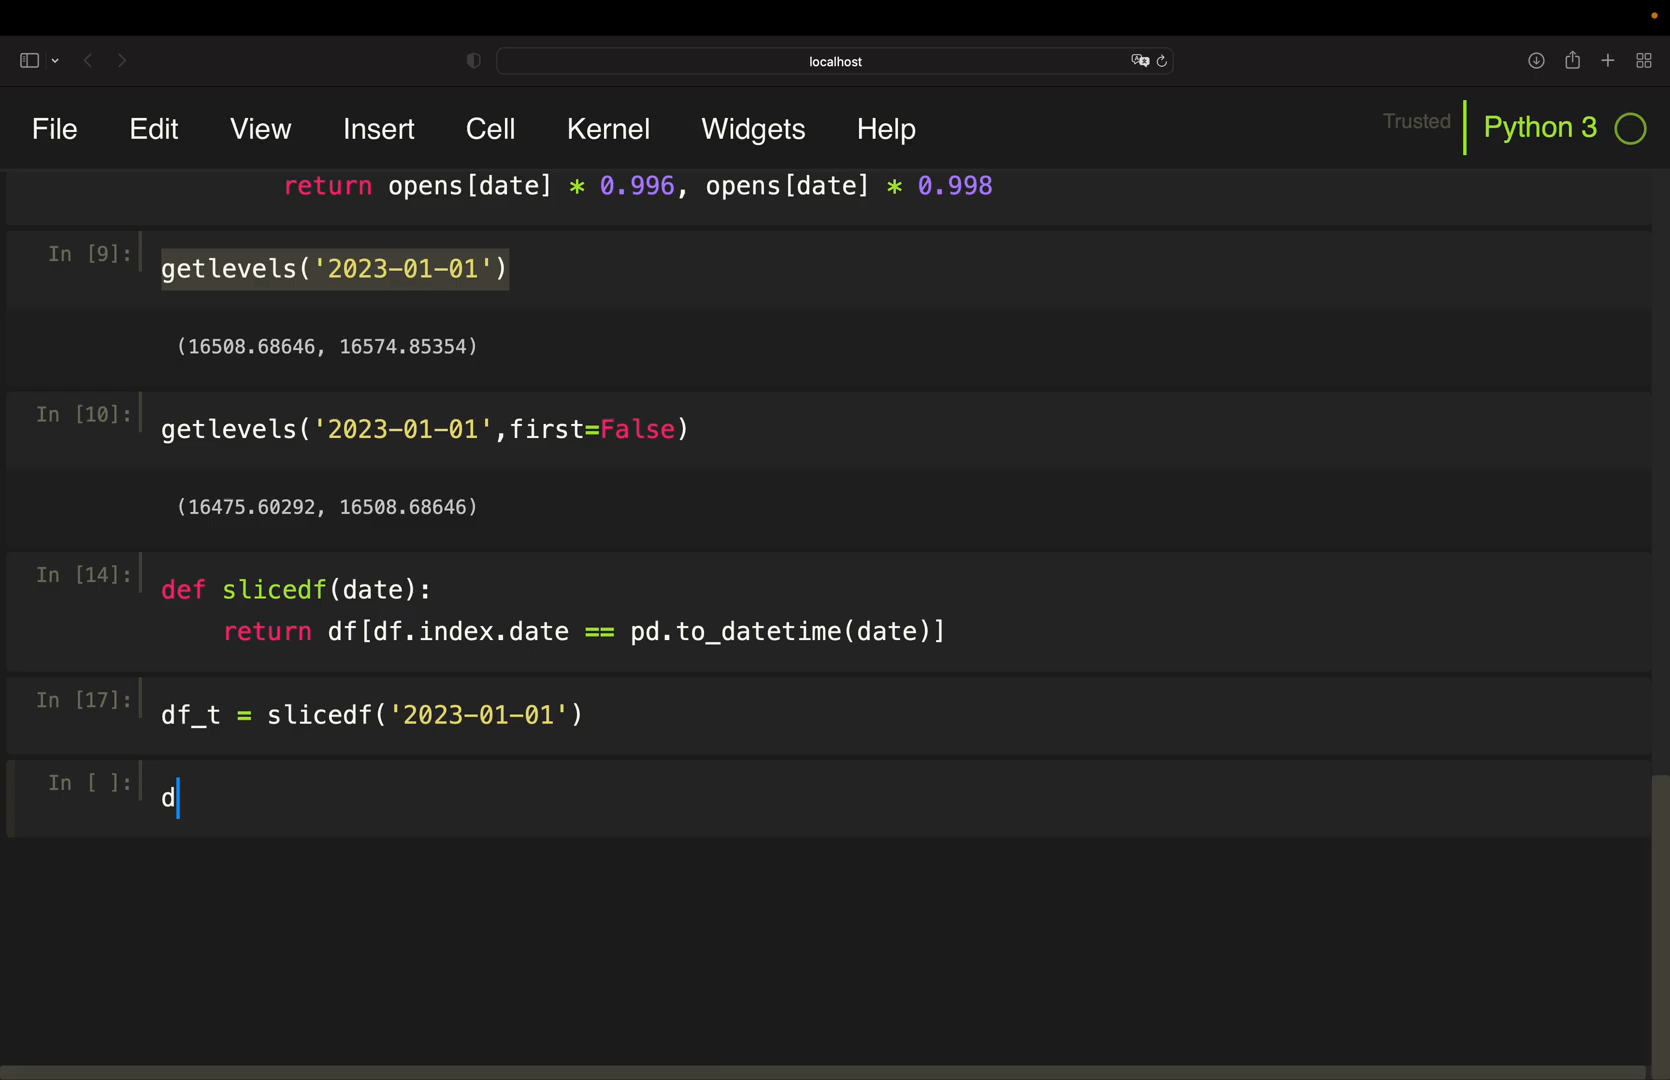 localhost
File Edit View Insert Cell Kernel Widgets Help Trusted Python 3
return opens[date] * 0.996, opens[date] * 0.998
In [9]: getlevels('2023-01-01')
(16508.68646, 16574.85354)
In [10]: getlevels('2023-01-01',first=False)
(16475.60292, 16508.68646)
In [14]: def slicedf(date):
return df[df.index.date == pd.to_datetime(date)]
In [17]: df_t = slicedf('2023-01-01')
In [ ]: d